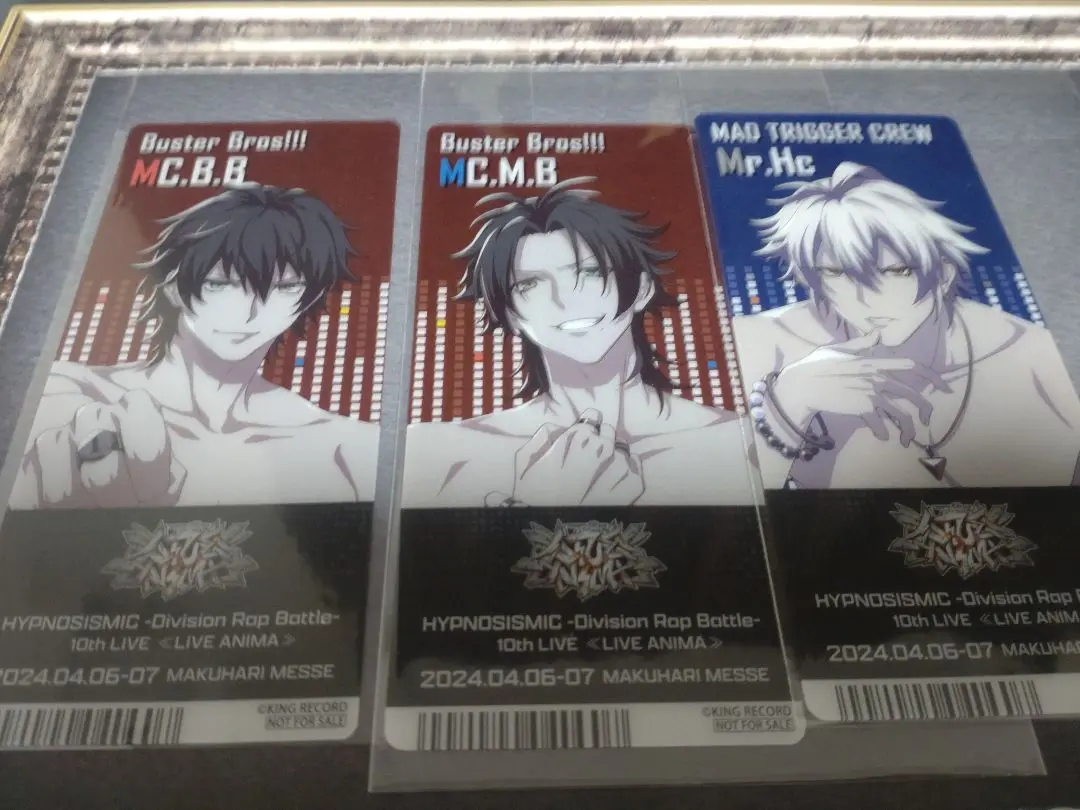 Buster Bros!!!
MC.B.B
HYPNOSISMIC -Division Rap Battle-
10th LIVE 《LIVE ANIMA》
2024.04.06-07 MAKUHARI MESSE
©KING RECORD
NOT FOR SALE
Buster Bros!!!
MC.M.B
HYPNOSISMIC -Division Rap Battle-
10th LIVE 《LIVE ANIMA》
2024.04.06-07 MAKUHARI MESSE
©KING RECORD
NOT FOR SALE
MAD TRIGGER CREW
Mr.Hc
HYPNOSISMIC -Division Rap
10th LIVE 《LIVE
2024.04.06-07